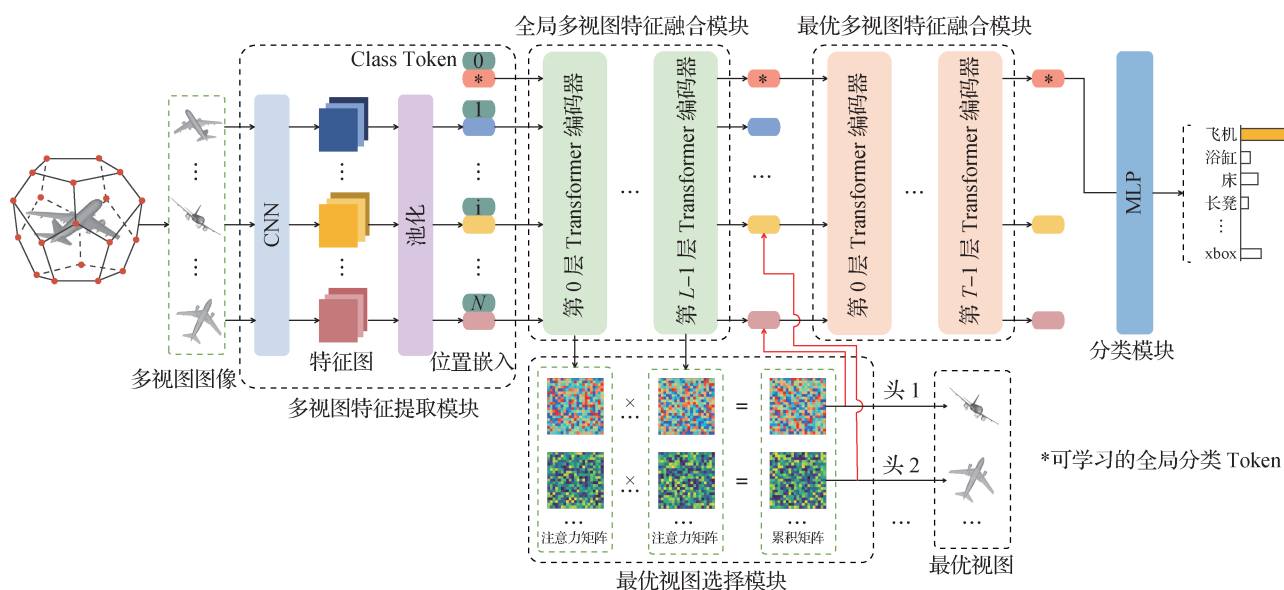 全局多视图特征融合模块
最优多视图特征融合模块
Class Token
0
*
1
i
N
CNN
池化
特征图
位置嵌入
多视图图像
多视图特征提取模块
第 0 层 Transformer 编码器
...
第 L−1 层 Transformer 编码器
*
...
第 0 层 Transformer 编码器
...
第 T−1 层 Transformer 编码器
*
MLP
分类模块
飞机
浴缸
床
长凳
xbox
× ... =
头 1
× ... =
头 2
... ... ... ... ...
注意力矩阵
注意力矩阵
累积矩阵
最优视图选择模块
最优视图
*可学习的全局分类 Token